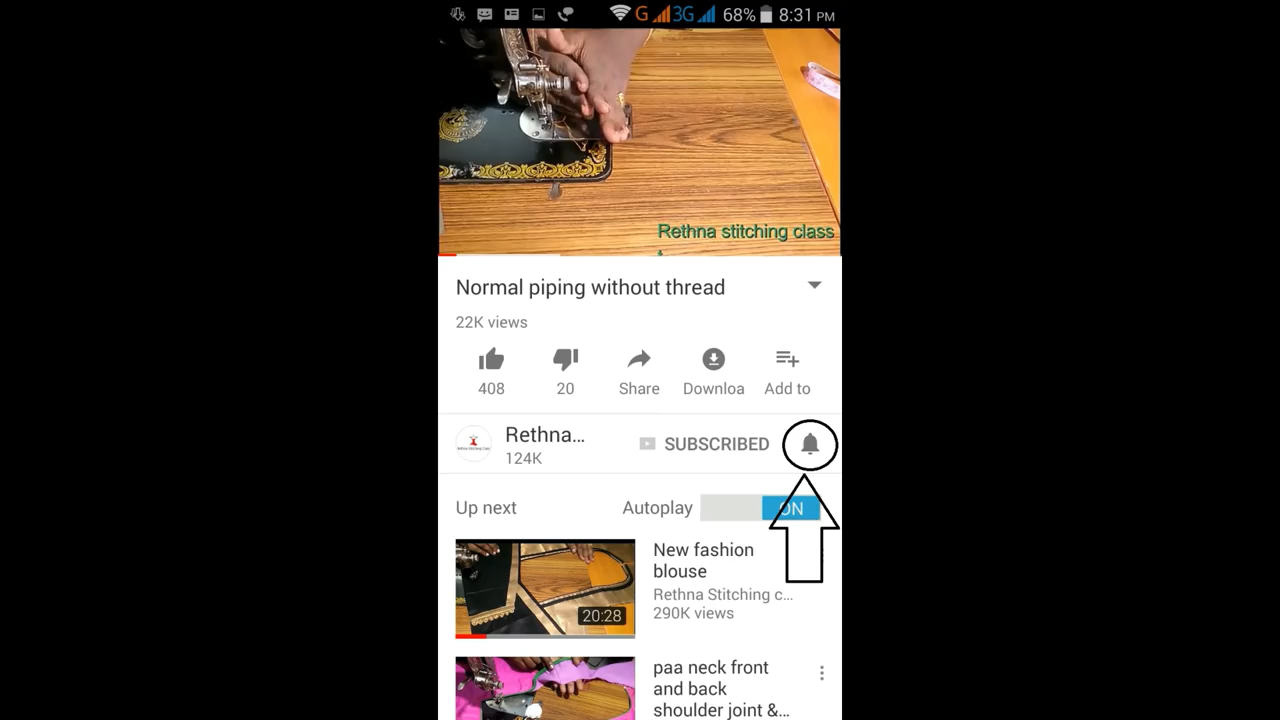 G 3G 68% 8:31 PM
Rethna stitching class
Normal piping without thread
22K views
408 20 Share Downloa Add to
Rethna...
124K
SUBSCRIBED
Up next Autoplay ON
New fashion
blouse
Rethna Stitching c...
290K views
20:28
paa neck front
and back
shoulder joint &...